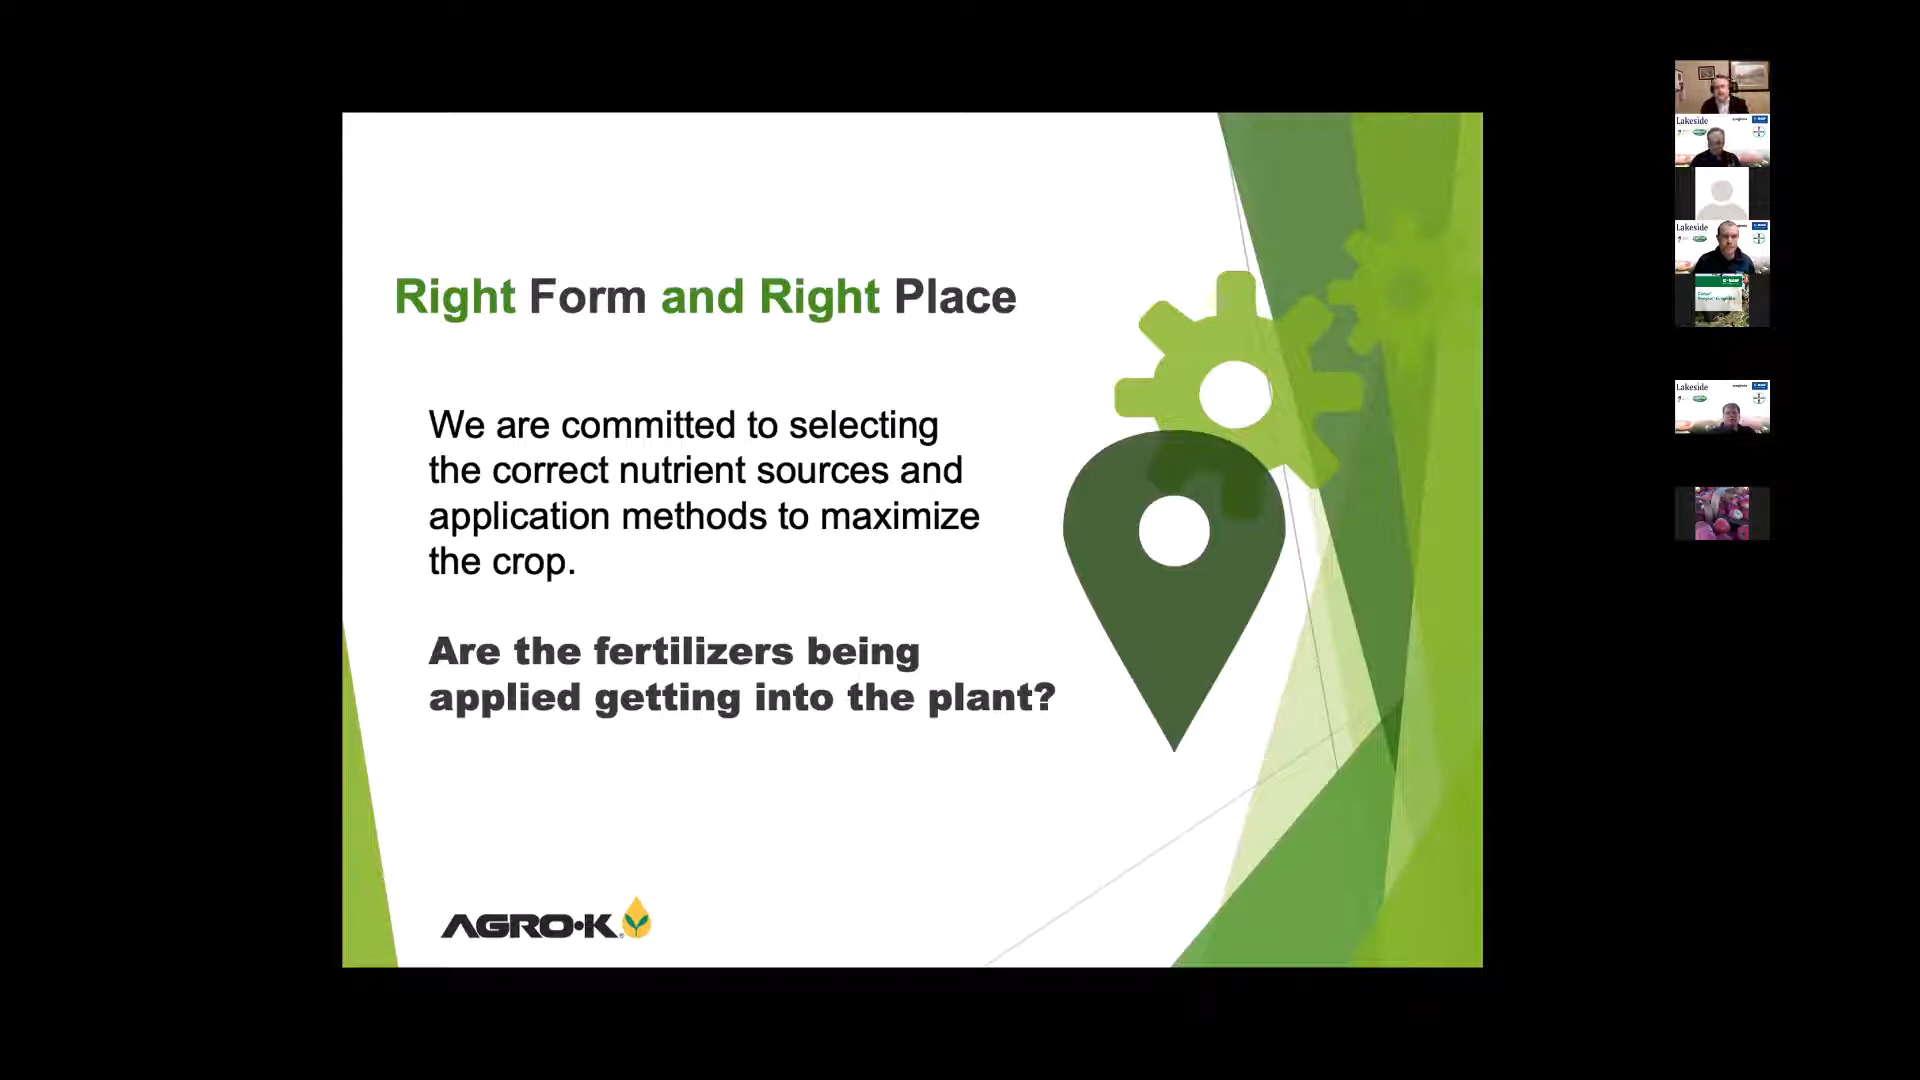 Right Form and Right Place
We are committed to selecting
the correct nutrient sources and
application methods to maximize
the crop.
Are the fertilizers being
applied getting into the plant?
AGRO·K
Lakeside
Lakeside
Lakeside